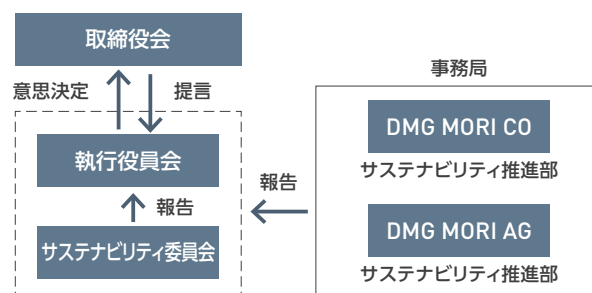 取締役会
意思決定
提言
執行役員会
報告
サステナビリティ委員会
報告
事務局
DMG MORI CO
サステナビリティ推進部
DMG MORI AG
サステナビリティ推進部